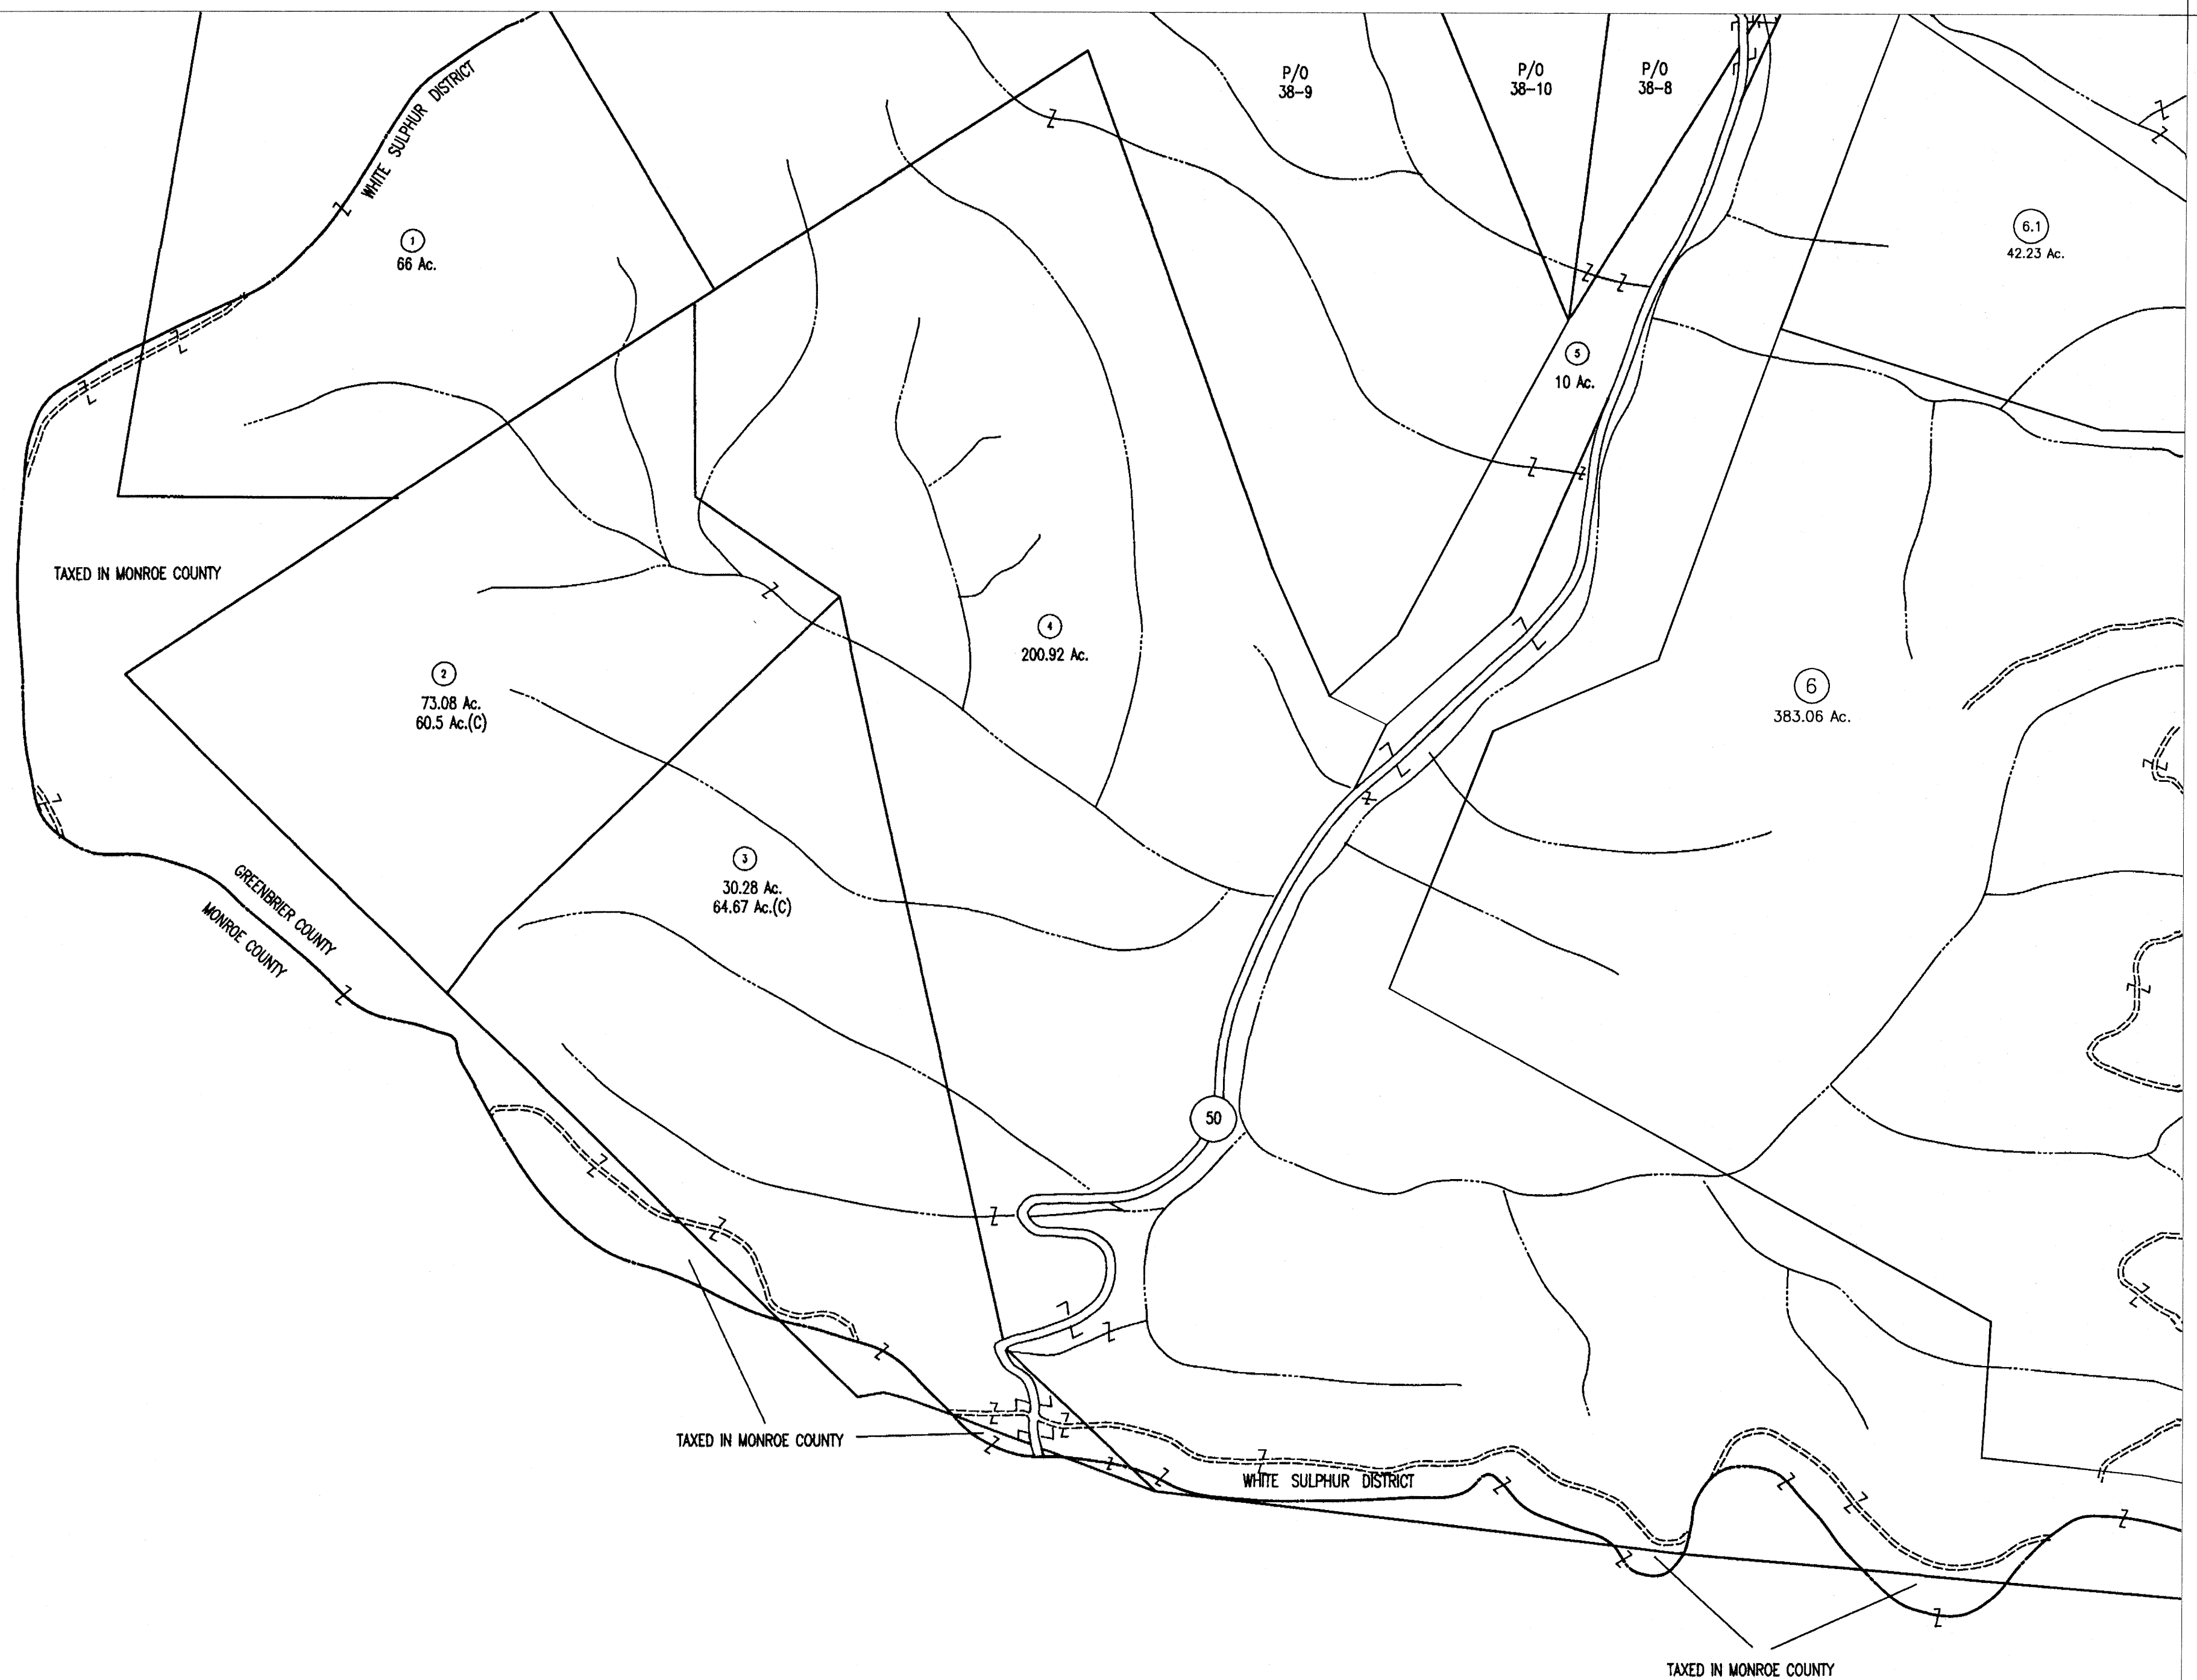 P/O
38-9
P/O
38-10
P/O
38-8
WHITE SULPHUR DISTRICT
1
66 Ac.
6.1
42.23 Ac.
5
10 Ac.
TAXED IN MONROE COUNTY
4
200.92 Ac.
2
73.08 Ac.
60.5 Ac.(C)
6
383.06 Ac.
3
30.28 Ac.
64.67 Ac.(C)
GREENBRIER COUNTY
MONROE COUNTY
50
TAXED IN MONROE COUNTY
WHITE SULPHUR DISTRICT
TAXED IN MONROE COUNTY